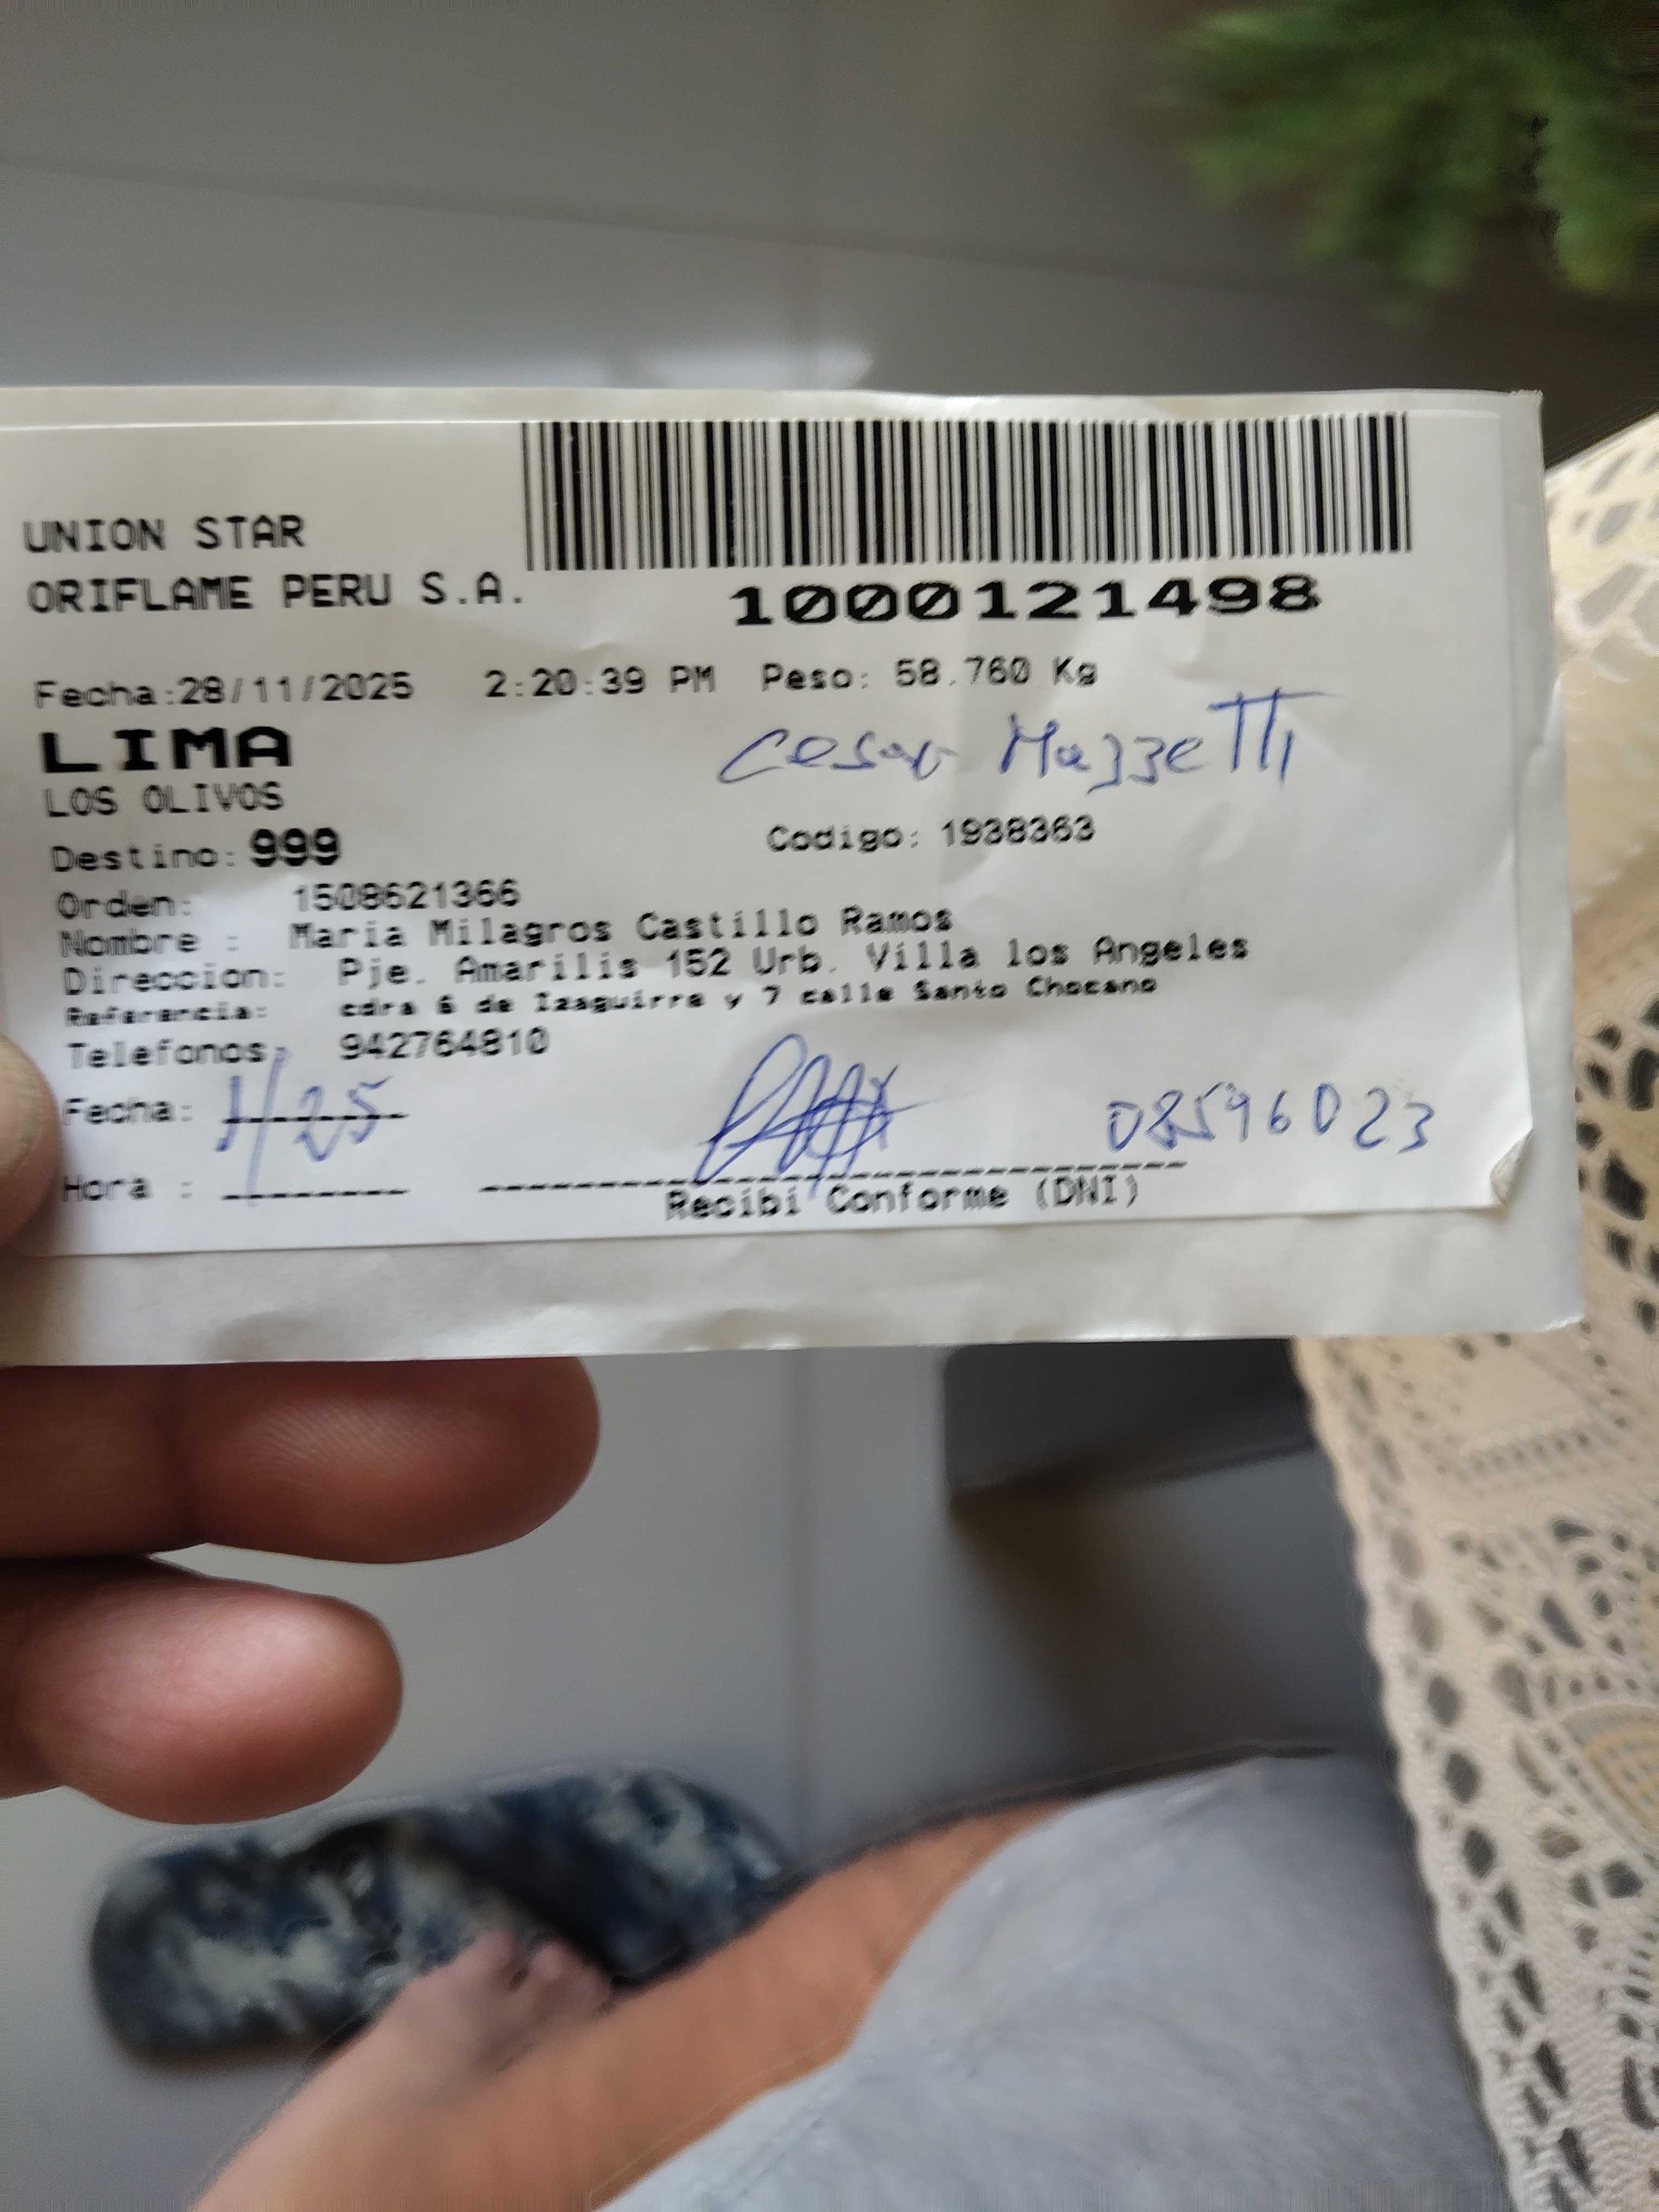 UNION STAR
ORIFLAME PERU S.A.
1000121498
Fecha:28/11/2025 2:20:39 PM Peso: 58.760 Kg
LIMA
Cesar Mazzetti
LOS OLIVOS
Destino: 999 Codigo: 1938363
Orden: 1508621366
Nombre : Maria Milagros Castillo Ramos
Direccion: Pje. Amarilis 152 Urb. Villa los Angeles
Referencia: cdra 6 de Izaguirre y 7 calle Santo Chocano
Telefonos: 942764810
Fecha: 1/25 08596023
Hora :
Recibi Conforme (DNI)